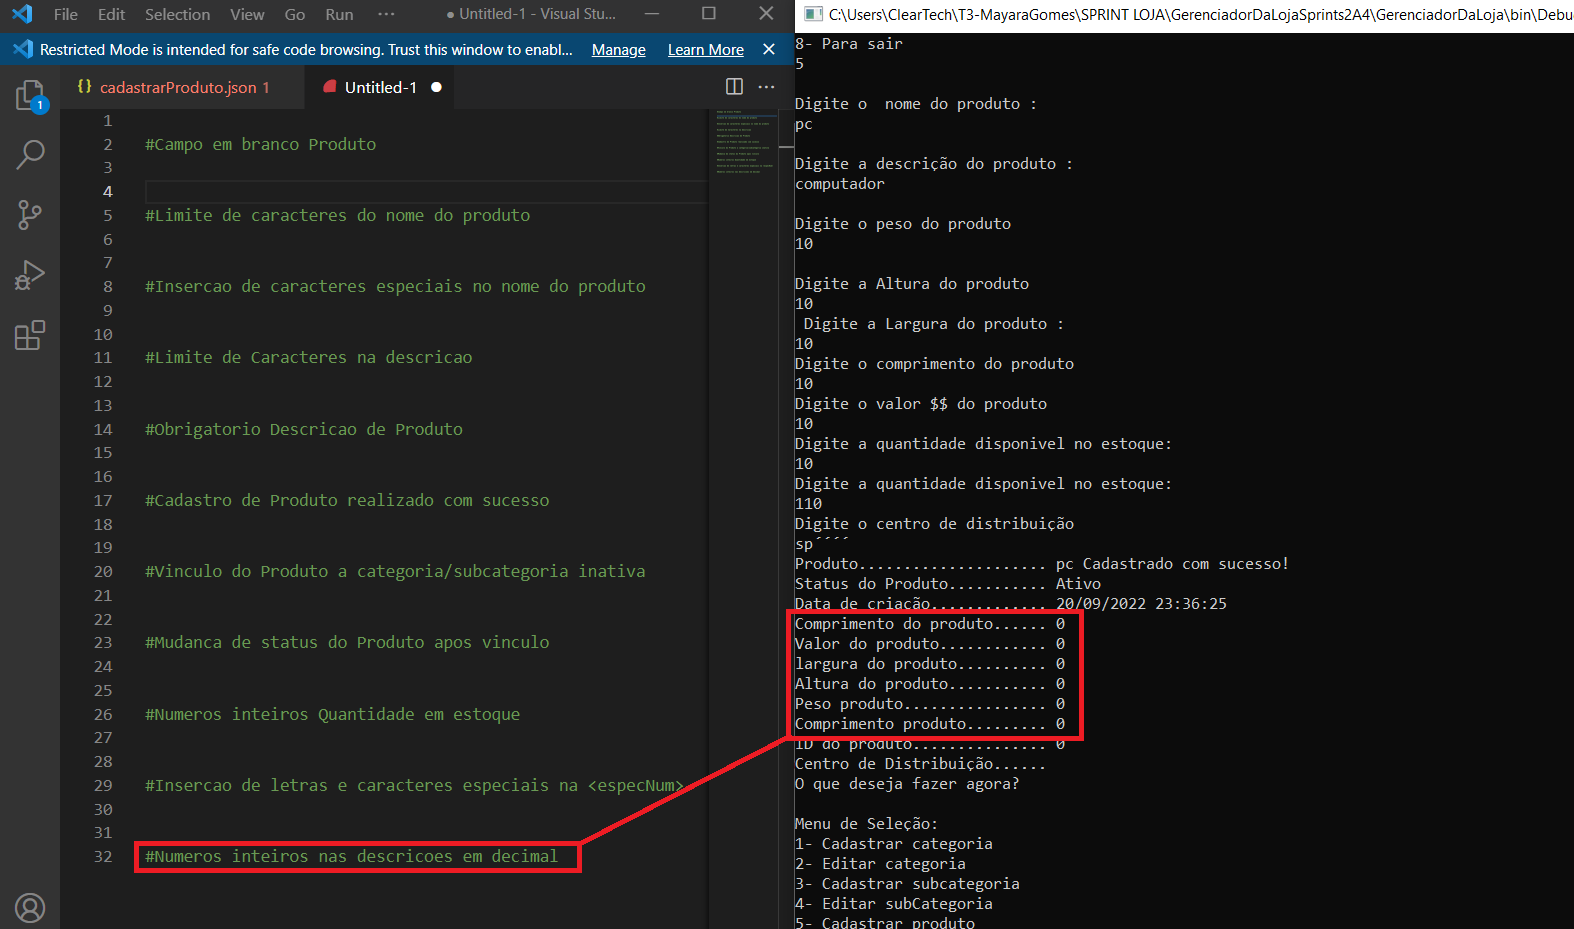 File Edit Selection View Go Run ··· ● Untitled-1 - Visual Stu...
Restricted Mode is intended for safe code browsing. Trust this window to enabl... Manage Learn More
{} cadastrarProduto.json 1 Untitled-1 ●
1
1
2 #Campo em branco Produto
3
4
5 #Limite de caracteres do nome do produto
6
7
8 #Insercao de caracteres especiais no nome do produto
9
10
11 #Limite de Caracteres na descricao
12
13
14 #Obrigatorio Descricao de Produto
15
16
17 #Cadastro de Produto realizado com sucesso
18
19
20 #Vinculo do Produto a categoria/subcategoria inativa
21
22
23 #Mudanca de status do Produto apos vinculo
24
25
26 #Numeros inteiros Quantidade em estoque
27
28
29 #Insercao de letras e caracteres especiais na <especNum>
30
31
32 #Numeros inteiros nas descricoes em decimal
C:\Users\ClearTech\T3-MayaraGomes\SPRINT LOJA\GerenciadorDaLojaSprints2A4\GerenciadorDaLoja\bin\Debu
8- Para sair
5
Digite o  nome do produto :
pc
Digite a descrição do produto :
computador
Digite o peso do produto
10
Digite a Altura do produto
10
Digite a Largura do produto :
10
Digite o comprimento do produto
10
Digite o valor $$ do produto
10
Digite a quantidade disponivel no estoque:
10
Digite a quantidade disponivel no estoque:
110
Digite o centro de distribuição
sp
Produto..................... pc Cadastrado com sucesso!
Status do Produto........... Ativo
Data de criação............. 20/09/2022 23:36:25
Comprimento do produto...... 0
Valor do produto............ 0
largura do produto.......... 0
Altura do produto........... 0
Peso produto................ 0
Comprimento produto......... 0
ID do produto............... 0
Centro de Distribuição......
O que deseja fazer agora?
Menu de Seleção:
1- Cadastrar categoria
2- Editar categoria
3- Cadastrar subcategoria
4- Editar subCategoria
5- Cadastrar produto